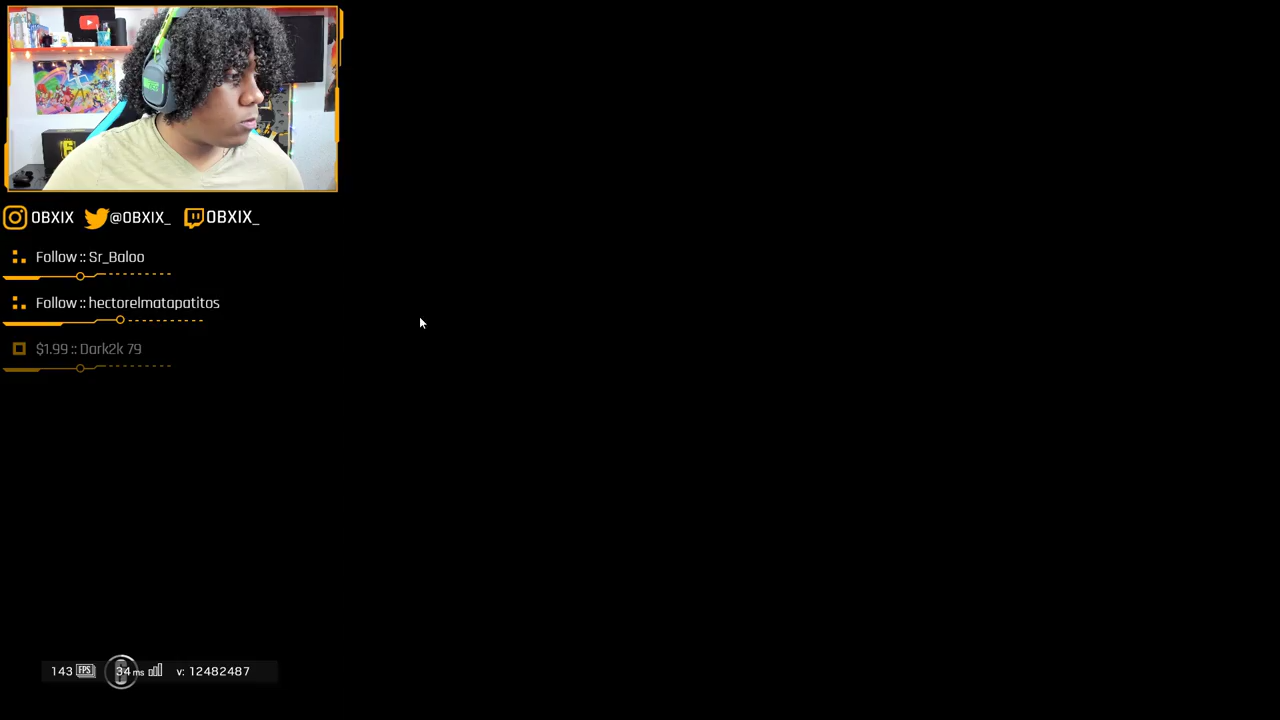 OBXIX @OBXIX_ OBXIX_
Follow :: Sr_Baloo
Follow :: hectorelmatapatitos
$1.99 :: Dark2k 79
143 FPS 34 ms v: 12482487